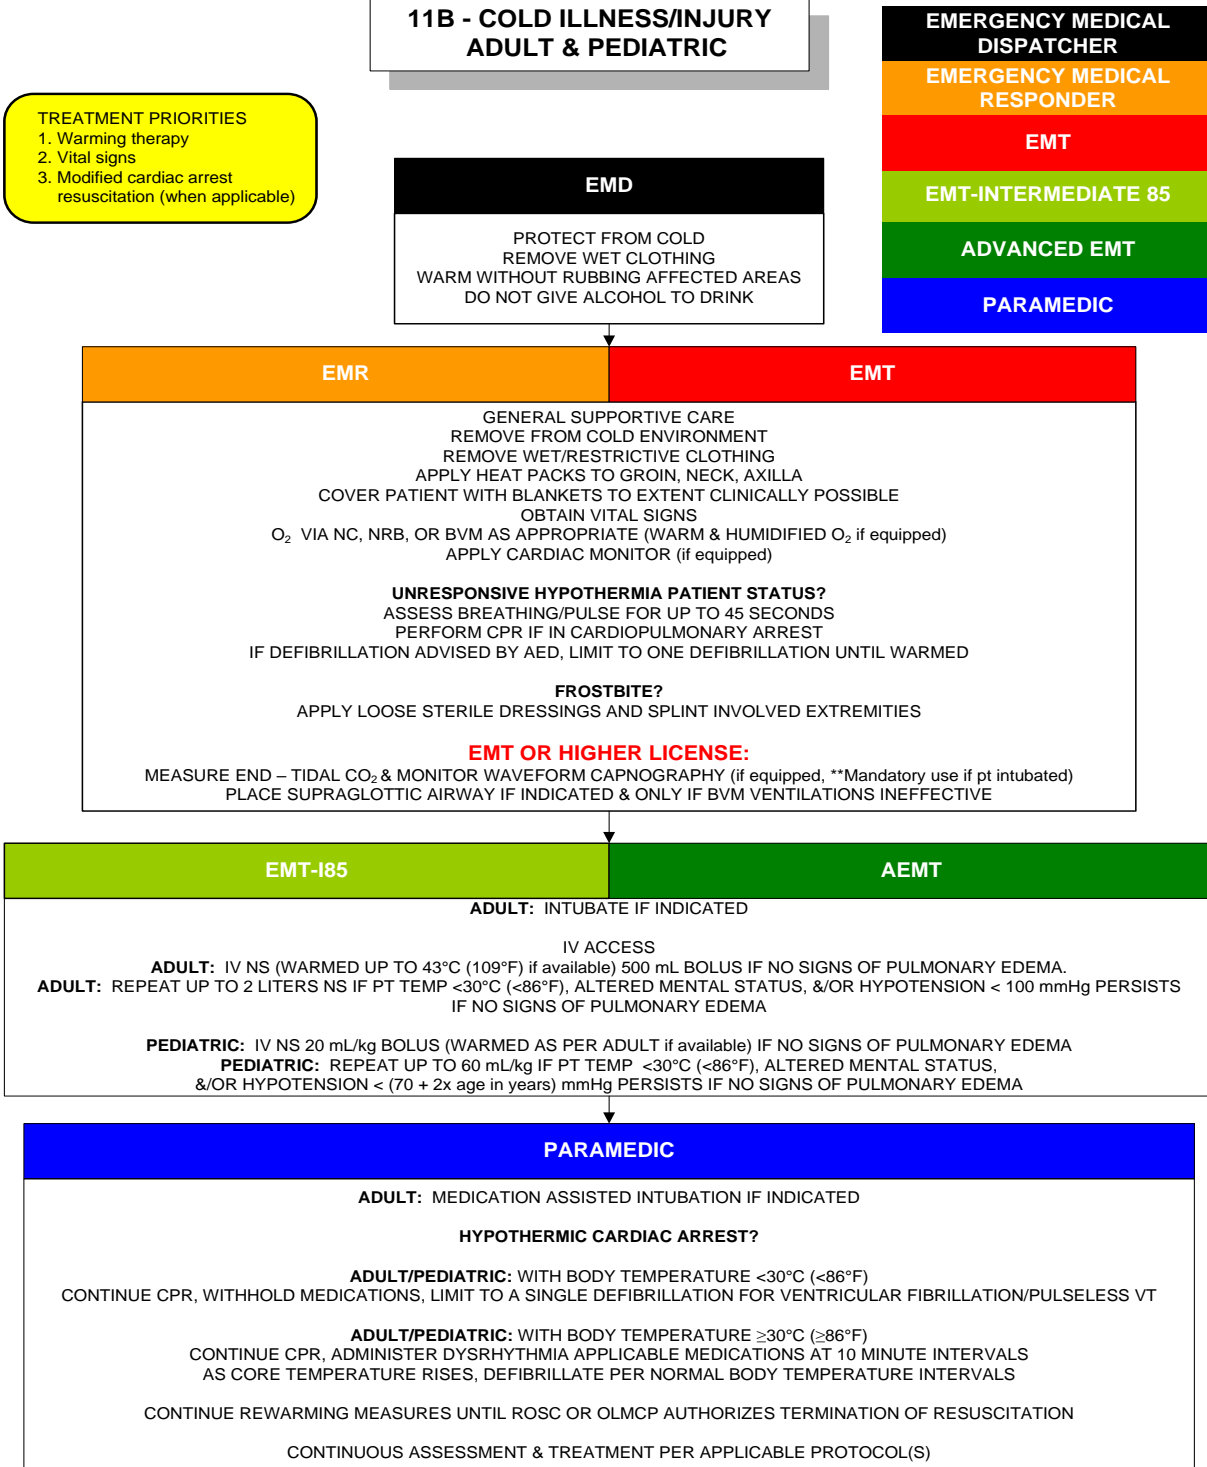 11B - COLD ILLNESS/INJURY
ADULT & PEDIATRIC
EMERGENCY MEDICAL
DISPATCHER
EMERGENCY MEDICAL
RESPONDER
EMT
EMT-INTERMEDIATE 85
ADVANCED EMT
PARAMEDIC
TREATMENT PRIORITIES
1. Warming therapy
2. Vital signs
3. Modified cardiac arrest
resuscitation (when applicable)
EMD
PROTECT FROM COLD
REMOVE WET CLOTHING
WARM WITHOUT RUBBING AFFECTED AREAS
DO NOT GIVE ALCOHOL TO DRINK
EMR
EMT
GENERAL SUPPORTIVE CARE
REMOVE FROM COLD ENVIRONMENT
REMOVE WET/RESTRICTIVE CLOTHING
APPLY HEAT PACKS TO GROIN, NECK, AXILLA
COVER PATIENT WITH BLANKETS TO EXTENT CLINICALLY POSSIBLE
OBTAIN VITAL SIGNS
O₂ VIA NC, NRB, OR BVM AS APPROPRIATE (WARM & HUMIDIFIED O₂ if equipped)
APPLY CARDIAC MONITOR (if equipped)
UNRESPONSIVE HYPOTHERMIA PATIENT STATUS?
ASSESS BREATHING/PULSE FOR UP TO 45 SECONDS
PERFORM CPR IF IN CARDIOPULMONARY ARREST
IF DEFIBRILLATION ADVISED BY AED, LIMIT TO ONE DEFIBRILLATION UNTIL WARMED
FROSTBITE?
APPLY LOOSE STERILE DRESSINGS AND SPLINT INVOLVED EXTREMITIES
EMT OR HIGHER LICENSE:
MEASURE END – TIDAL CO₂ & MONITOR WAVEFORM CAPNOGRAPHY (if equipped, **Mandatory use if pt intubated)
PLACE SUPRAGLOTTIC AIRWAY IF INDICATED & ONLY IF BVM VENTILATIONS INEFFECTIVE
EMT-I85
AEMT
ADULT: INTUBATE IF INDICATED
IV ACCESS
ADULT: IV NS (WARMED UP TO 43°C (109°F) if available) 500 mL BOLUS IF NO SIGNS OF PULMONARY EDEMA.
ADULT: REPEAT UP TO 2 LITERS NS IF PT TEMP <30°C (<86°F), ALTERED MENTAL STATUS, &/OR HYPOTENSION < 100 mmHg PERSISTS
IF NO SIGNS OF PULMONARY EDEMA
PEDIATRIC: IV NS 20 mL/kg BOLUS (WARMED AS PER ADULT if available) IF NO SIGNS OF PULMONARY EDEMA
PEDIATRIC: REPEAT UP TO 60 mL/kg IF PT TEMP <30°C (<86°F), ALTERED MENTAL STATUS,
&/OR HYPOTENSION < (70 + 2x age in years) mmHg PERSISTS IF NO SIGNS OF PULMONARY EDEMA
PARAMEDIC
ADULT: MEDICATION ASSISTED INTUBATION IF INDICATED
HYPOTHERMIC CARDIAC ARREST?
ADULT/PEDIATRIC: WITH BODY TEMPERATURE <30°C (<86°F)
CONTINUE CPR, WITHHOLD MEDICATIONS, LIMIT TO A SINGLE DEFIBRILLATION FOR VENTRICULAR FIBRILLATION/PULSELESS VT
ADULT/PEDIATRIC: WITH BODY TEMPERATURE ≥30°C (≥86°F)
CONTINUE CPR, ADMINISTER DYSRHYTHMIA APPLICABLE MEDICATIONS AT 10 MINUTE INTERVALS
AS CORE TEMPERATURE RISES, DEFIBRILLATE PER NORMAL BODY TEMPERATURE INTERVALS
CONTINUE REWARMING MEASURES UNTIL ROSC OR OLMCP AUTHORIZES TERMINATION OF RESUSCITATION
CONTINUOUS ASSESSMENT & TREATMENT PER APPLICABLE PROTOCOL(S)